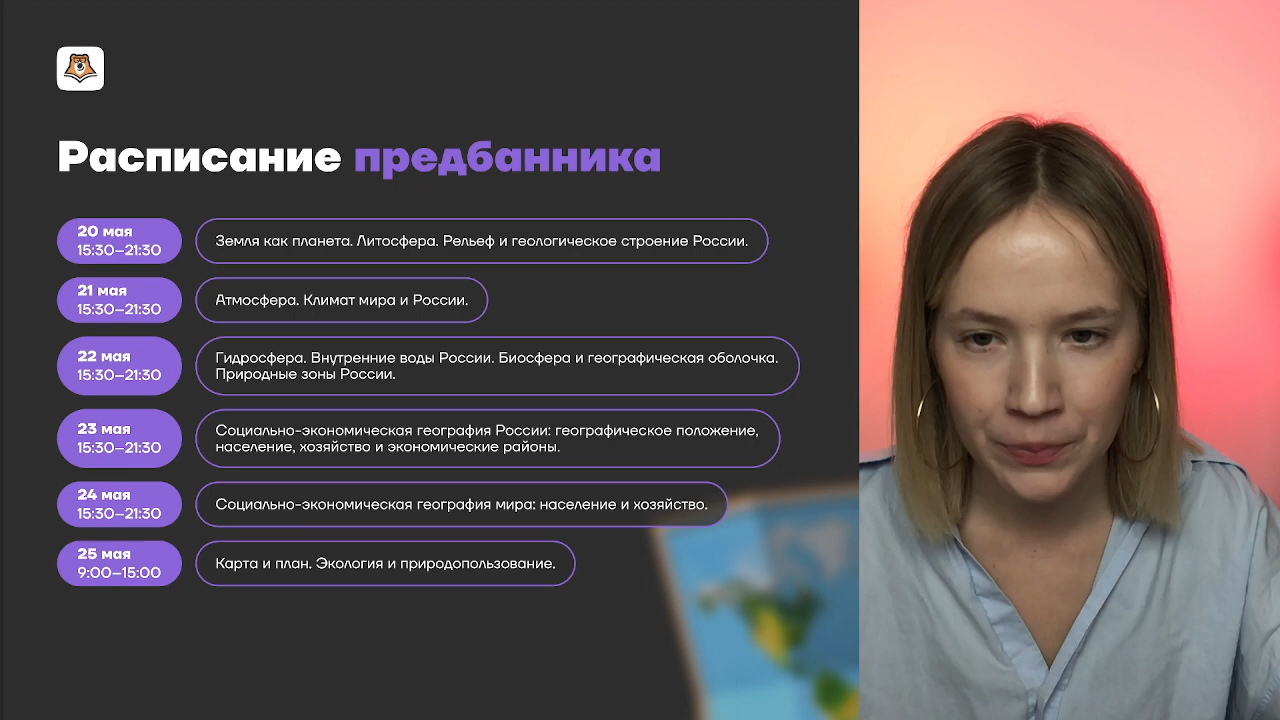 Расписание предбанника
20 мая
15:30–21:30
Земля как планета. Литосфера. Рельеф и геологическое строение России.
21 мая
15:30–21:30
Атмосфера. Климат мира и России.
22 мая
15:30–21:30
Гидросфера. Внутренние воды России. Биосфера и географическая оболочка.
Природные зоны России.
23 мая
15:30–21:30
Социально-экономическая география России: географическое положение,
население, хозяйство и экономические районы.
24 мая
15:30–21:30
Социально-экономическая география мира: население и хозяйство.
25 мая
9:00–15:00
Карта и план. Экология и природопользование.